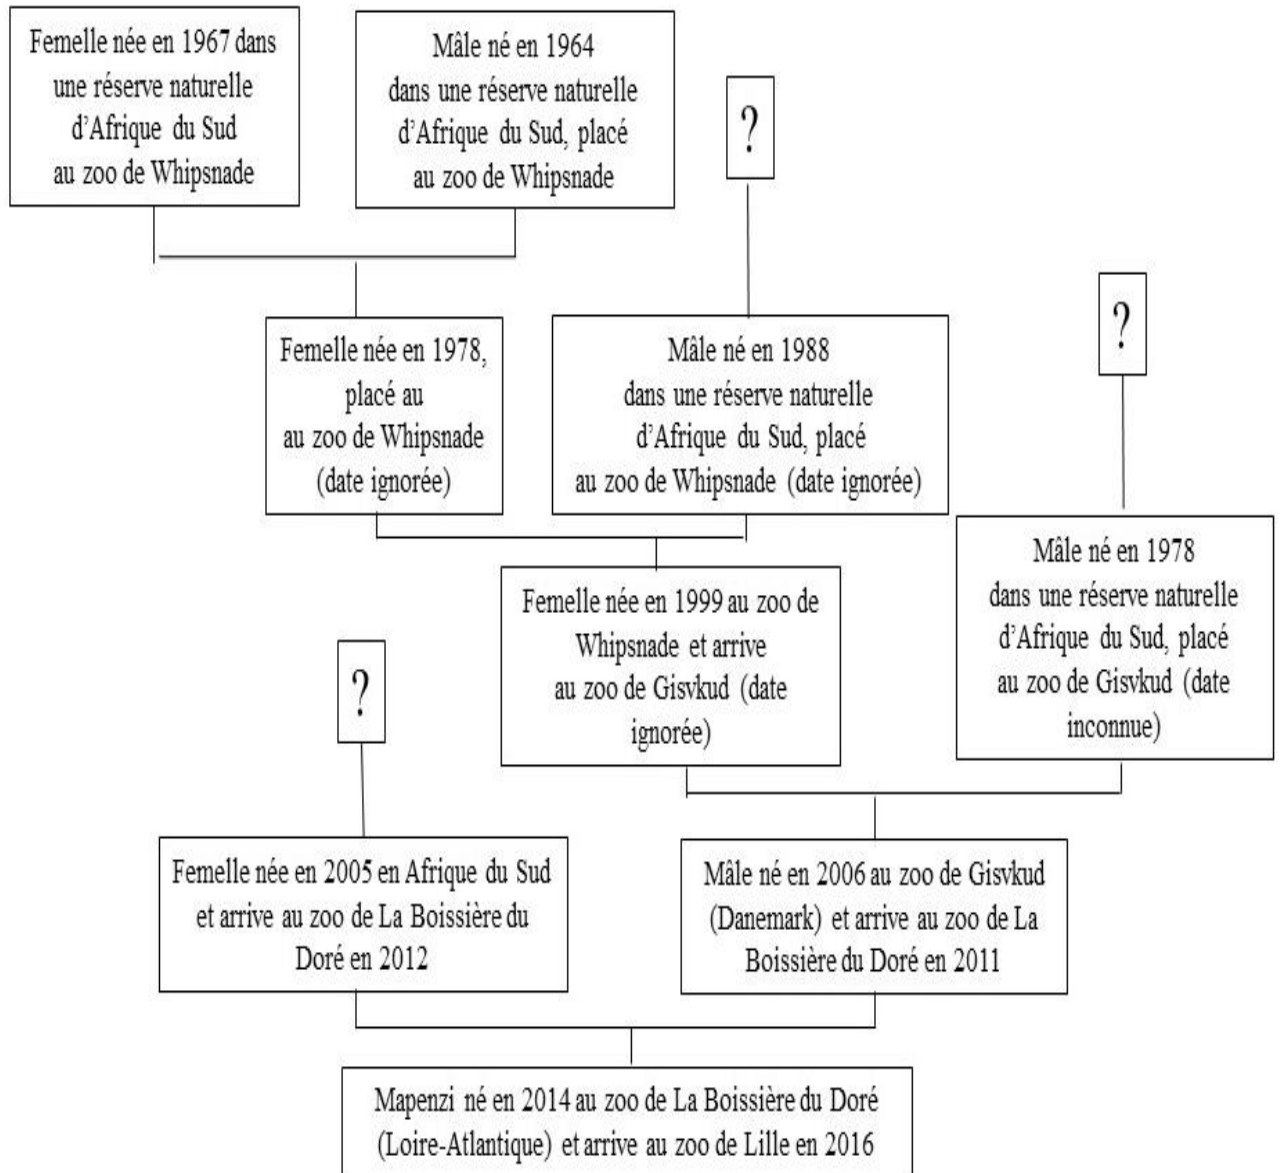 Femelle née en 1967 dans
une réserve naturelle
d'Afrique du Sud
au zoo de Whipsnade
Mâle né en 1964
dans une réserve naturelle
d'Afrique du Sud, placé
au zoo de Whipsnade
?
?
Femelle née en 1978,
placé au
au zoo de Whipsnade
(date ignorée)
Mâle né en 1988
dans une réserve naturelle
d'Afrique du Sud, placé
au zoo de Whipsnade (date ignorée)
Mâle né en 1978
dans une réserve naturelle
d'Afrique du Sud, placé
au zoo de Gisvkud (date
inconnue)
Femelle née en 1999 au zoo de
Whipsnade et arrive
au zoo de Gisvkud (date
ignorée)
?
Femelle née en 2005 en Afrique du Sud
et arrive au zoo de La Boissière du
Doré en 2012
Mâle né en 2006 au zoo de Gisvkud
(Danemark) et arrive au zoo de La
Boissière du Doré en 2011
Mapenzi né en 2014 au zoo de La Boissière du Doré
(Loire-Atlantique) et arrive au zoo de Lille en 2016